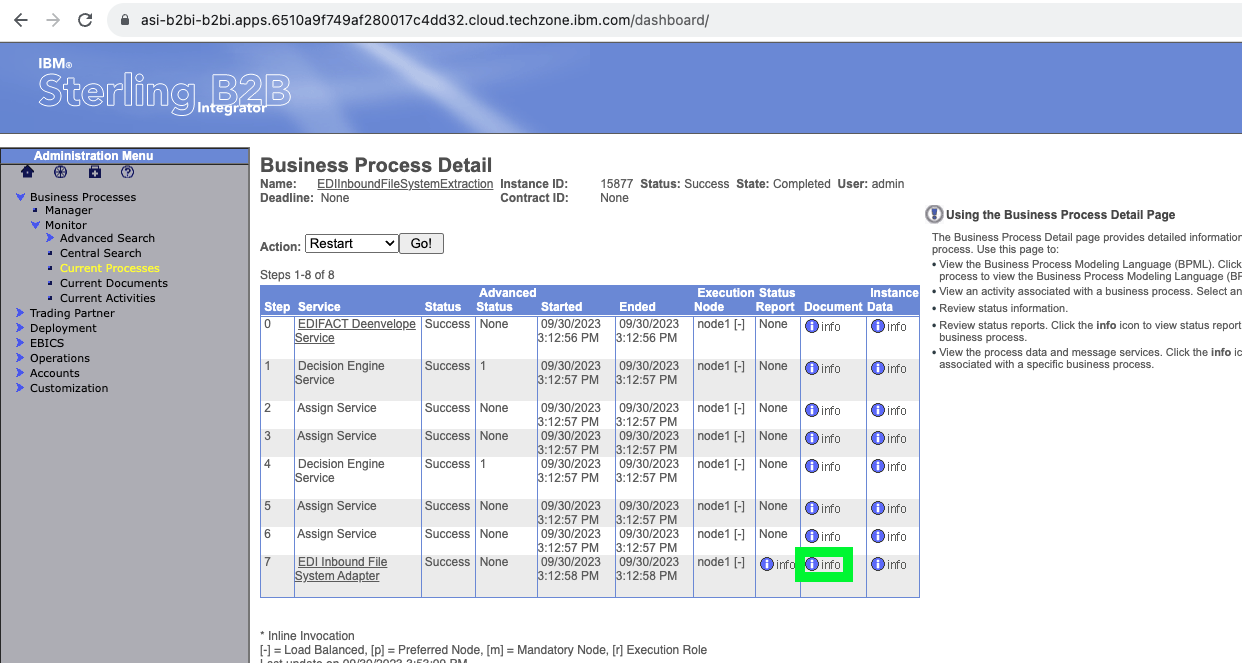 asi-b2bi-b2bi.apps.6510a9f749af280017c4dd32.cloud.techzone.ibm.com/dashboard/
IBM®
Sterling B2B
Integrator
Administration Menu
Business Processes
Manager
Monitor
Advanced Search
Central Search
Current Processes
Current Documents
Current Activities
Trading Partner
Deployment
EBICS
Operations
Accounts
Customization
Business Process Detail
Name: EDIInboundFileSystemExtraction Instance ID: 15877 Status: Success State: Completed User: admin
Deadline: None Contract ID: None
Action: Restart Go!
Steps 1-8 of 8
Step Service Status Advanced Status Started Ended Execution Node Status Report Document Instance Data
0 EDIFACT Deenvelope Service Success None 09/30/2023 3:12:56 PM 09/30/2023 3:12:56 PM node1 [-] None info info
1 Decision Engine Service Success 1 09/30/2023 3:12:57 PM 09/30/2023 3:12:57 PM node1 [-] None info info
2 Assign Service Success None 09/30/2023 3:12:57 PM 09/30/2023 3:12:57 PM node1 [-] None info info
3 Assign Service Success None 09/30/2023 3:12:57 PM 09/30/2023 3:12:57 PM node1 [-] None info info
4 Decision Engine Service Success 1 09/30/2023 3:12:57 PM 09/30/2023 3:12:57 PM node1 [-] None info info
5 Assign Service Success None 09/30/2023 3:12:57 PM 09/30/2023 3:12:57 PM node1 [-] None info info
6 Assign Service Success None 09/30/2023 3:12:57 PM 09/30/2023 3:12:57 PM node1 [-] None info info
7 EDI Inbound File System Adapter Success None 09/30/2023 3:12:58 PM 09/30/2023 3:12:58 PM node1 [-] info info info
* Inline Invocation
[-] = Load Balanced, [p] = Preferred Node, [m] = Mandatory Node, [r] Execution Role
Last update on 09/30/2023 3:53:09 PM
Using the Business Process Detail Page
The Business Process Detail page provides detailed information
process. Use this page to:
• View the Business Process Modeling Language (BPML). Click
process to view the Business Process Modeling Language (BP
• View an activity associated with a business process. Select an
• Review status information.
• Review status reports. Click the info icon to view status report
business process.
• View the process data and message services. Click the info ic
associated with a specific business process.